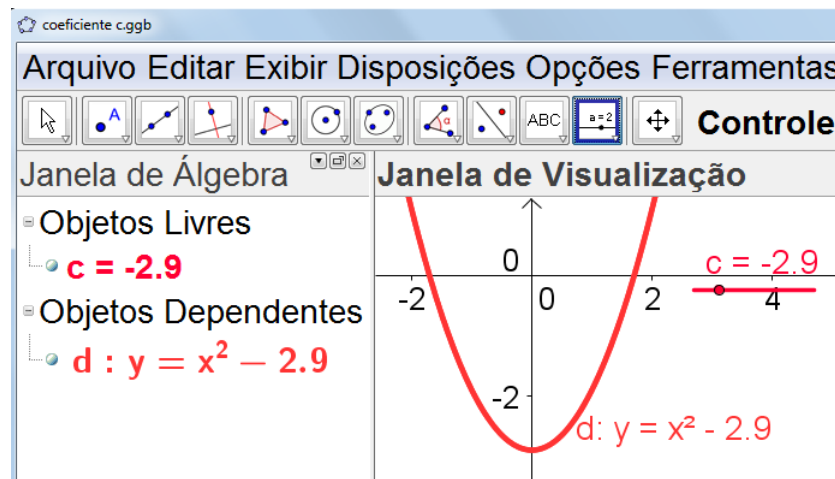 coeficiente c.ggb
Arquivo Editar Exibir Disposições Opções Ferramentas
A
α
ABC
a=2
Controle
Janela de Álgebra
Janela de Visualização
Objetos Livres
c = -2.9
Objetos Dependentes
d : y = x² − 2.9
0
c = -2.9
-2
0
2
4
-2
d: y = x² - 2.9